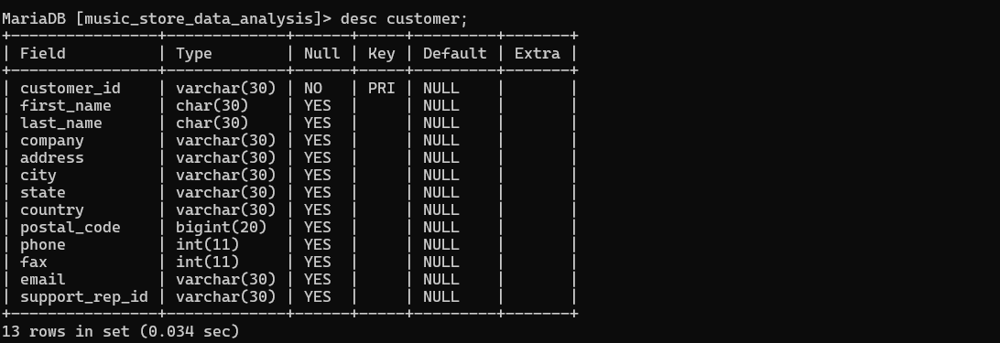 MariaDB [music_store_data_analysis]> desc customer;
+----------------+-------------+------+-----+---------+-------+
| Field          | Type        | Null | Key | Default | Extra |
+----------------+-------------+------+-----+---------+-------+
| customer_id    | varchar(30) | NO   | PRI | NULL    |       |
| first_name     | char(30)    | YES  |     | NULL    |       |
| last_name      | char(30)    | YES  |     | NULL    |       |
| company        | varchar(30) | YES  |     | NULL    |       |
| address        | varchar(30) | YES  |     | NULL    |       |
| city           | varchar(30) | YES  |     | NULL    |       |
| state          | varchar(30) | YES  |     | NULL    |       |
| country        | varchar(30) | YES  |     | NULL    |       |
| postal_code    | bigint(20)  | YES  |     | NULL    |       |
| phone          | int(11)     | YES  |     | NULL    |       |
| fax            | int(11)     | YES  |     | NULL    |       |
| email          | varchar(30) | YES  |     | NULL    |       |
| support_rep_id | varchar(30) | YES  |     | NULL    |       |
+----------------+-------------+------+-----+---------+-------+
13 rows in set (0.034 sec)